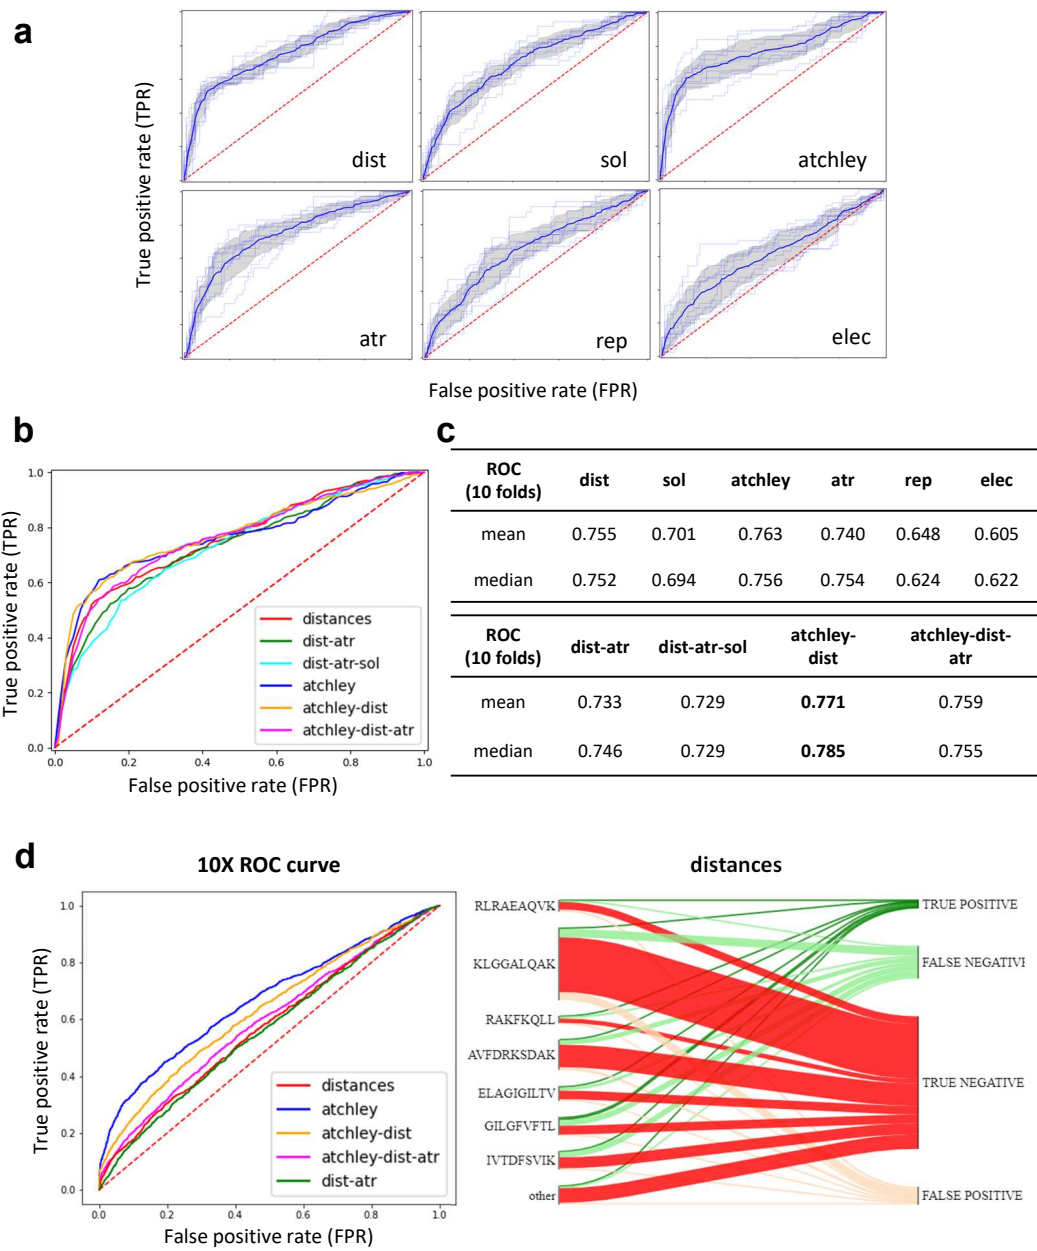 a
True positive rate (TPR)
dist
sol
atchley
atr
rep
elec
False positive rate (FPR)
b
True positive rate (TPR)
1.0
0.8
0.6
0.4
0.2
0.0
0.0 0.2 0.4 0.6 0.8 1.0
distances
dist-atr
dist-atr-sol
atchley
atchley-dist
atchley-dist-atr
False positive rate (FPR)
c
ROC (10 folds) dist sol atchley atr rep elec
mean 0.755 0.701 0.763 0.740 0.648 0.605
median 0.752 0.694 0.756 0.754 0.624 0.622
ROC (10 folds) dist-atr dist-atr-sol atchley-dist atchley-dist-atr
mean 0.733 0.729 0.771 0.759
median 0.746 0.729 0.785 0.755
d
10X ROC curve
True positive rate (TPR)
1.0
0.8
0.6
0.4
0.2
0.0
0.0 0.2 0.4 0.6 0.8 1.0
distances
atchley
atchley-dist
atchley-dist-atr
dist-atr
False positive rate (FPR)
distances
RLRAEAQVK
KLGGALQAK
RAKFKQLL
AVFDRKSDAK
ELAGIGILTV
GILGFVFTL
IVTDFSVIK
other
TRUE POSITIVE
FALSE NEGATIVE
TRUE NEGATIVE
FALSE POSITIVE